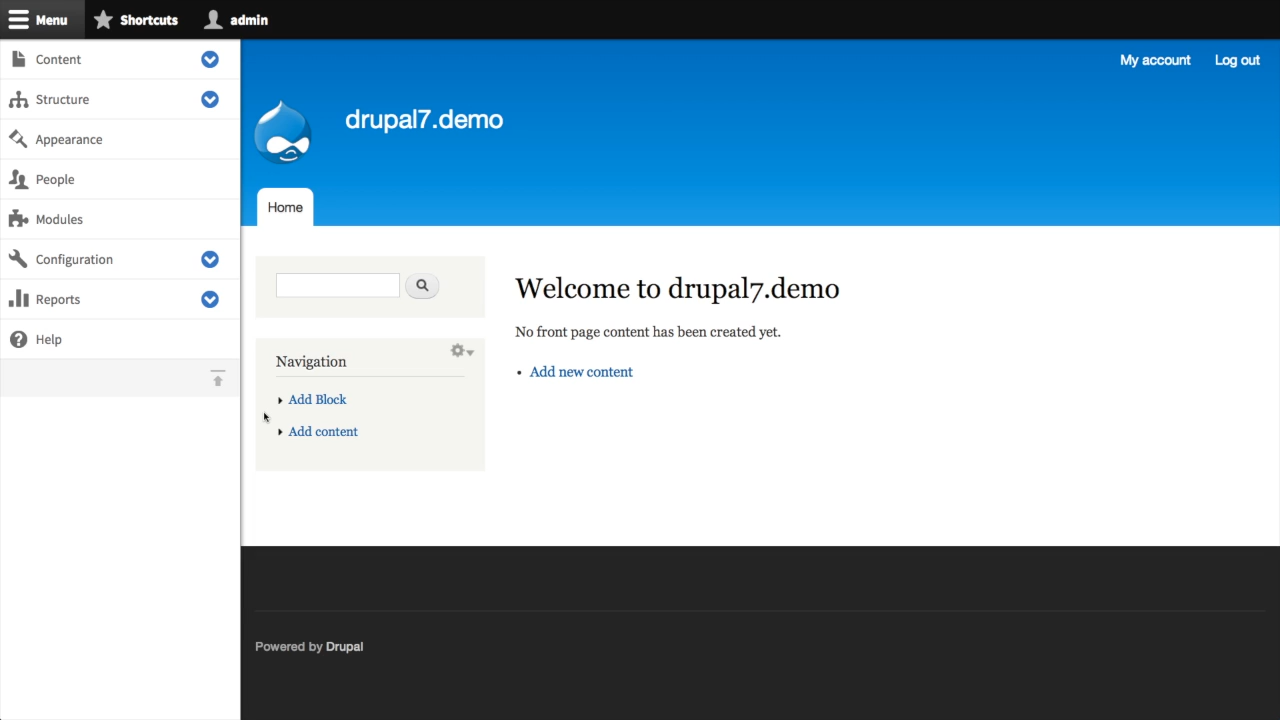 Menu
Shortcuts
admin
Content
Structure
Appearance
People
Modules
Configuration
Reports
Help
My account
Log out
drupal7.demo
Home
Navigation
Add Block
Add content
Welcome to drupal7.demo
No front page content has been created yet.
Add new content
Powered by Drupal